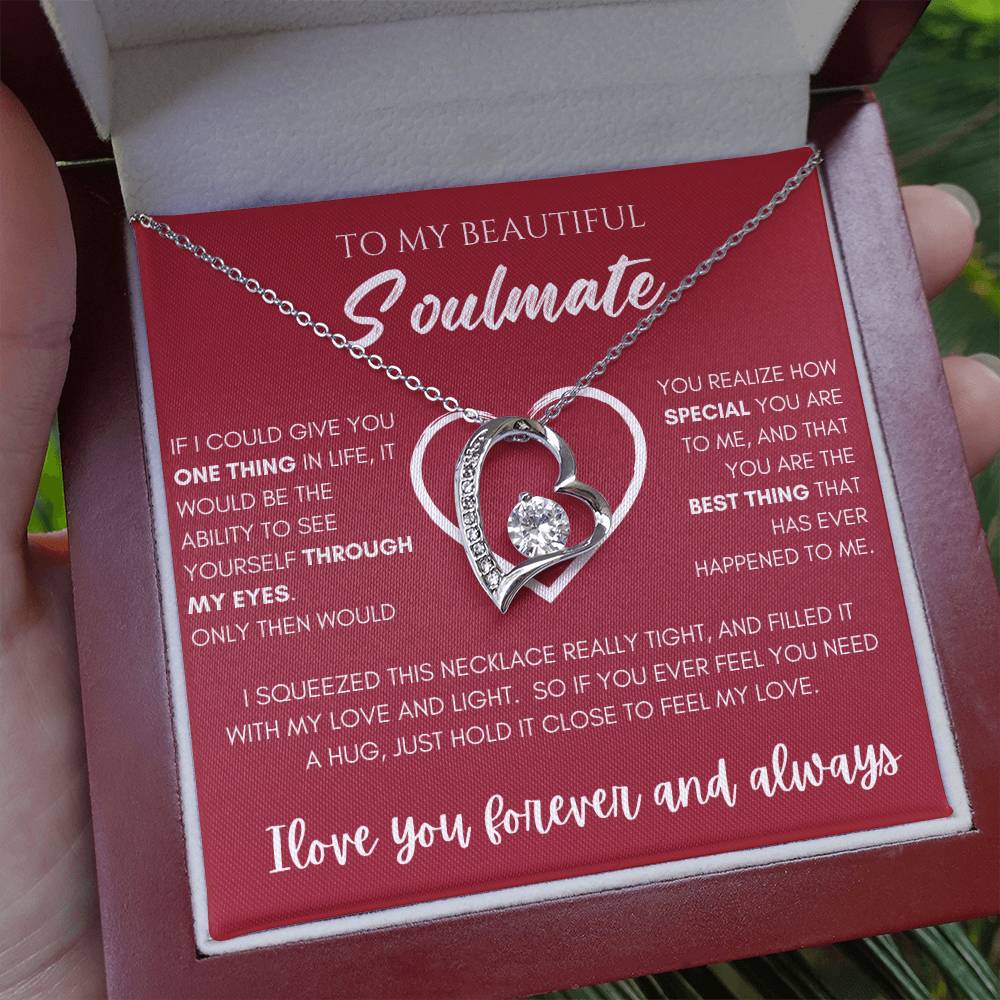 TO MY BEAUTIFUL
Soulmate
IF I COULD GIVE YOU
ONE THING IN LIFE, IT
WOULD BE THE
ABILITY TO SEE
YOURSELF THROUGH
MY EYES.
ONLY THEN WOULD
YOU REALIZE HOW
SPECIAL YOU ARE
TO ME, AND THAT
YOU ARE THE
BEST THING THAT
HAS EVER
HAPPENED TO ME.
I SQUEEZED THIS NECKLACE REALLY TIGHT, AND FILLED IT
WITH MY LOVE AND LIGHT. SO IF YOU EVER FEEL YOU NEED
A HUG, JUST HOLD IT CLOSE TO FEEL MY LOVE.
I love you forever and always